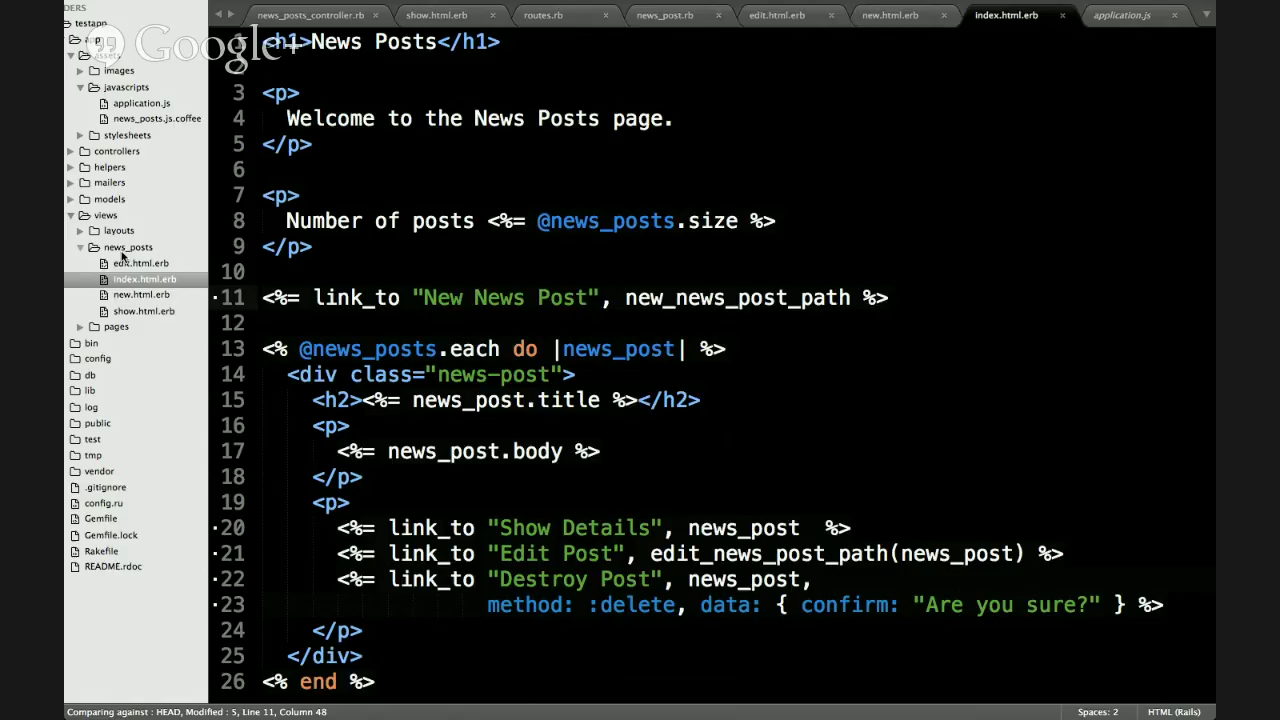 DERS
testapp
app
assets
images
javascripts
application.js
news_posts.js.coffee
stylesheets
controllers
helpers
mailers
models
views
layouts
news_posts
edit.html.erb
index.html.erb
new.html.erb
show.html.erb
pages
bin
config
db
lib
log
public
test
tmp
vendor
.gitignore
config.ru
Gemfile
Gemfile.lock
Rakefile
README.rdoc
Google+
news_posts_controller.rb × show.html.erb × routes.rb × news_post.rb × edit.html.erb × new.html.erb × index.html.erb × application.js ×
1 <h1>News Posts</h1>
2
3 <p>
4   Welcome to the News Posts page.
5 </p>
6
7 <p>
8   Number of posts <%= @news_posts.size %>
9 </p>
10
11 <%= link_to "New News Post", new_news_post_path %>
12
13 <% @news_posts.each do |news_post| %>
14   <div class="news-post">
15     <h2><%= news_post.title %></h2>
16     <p>
17       <%= news_post.body %>
18     </p>
19     <p>
20       <%= link_to "Show Details", news_post  %>
21       <%= link_to "Edit Post", edit_news_post_path(news_post) %>
22       <%= link_to "Destroy Post", news_post,
23                   method: :delete, data: { confirm: "Are you sure?" } %>
24     </p>
25   </div>
26 <% end %>
Comparing against : HEAD, Modified : 5, Line 11, Column 48
Spaces: 2
HTML (Rails)